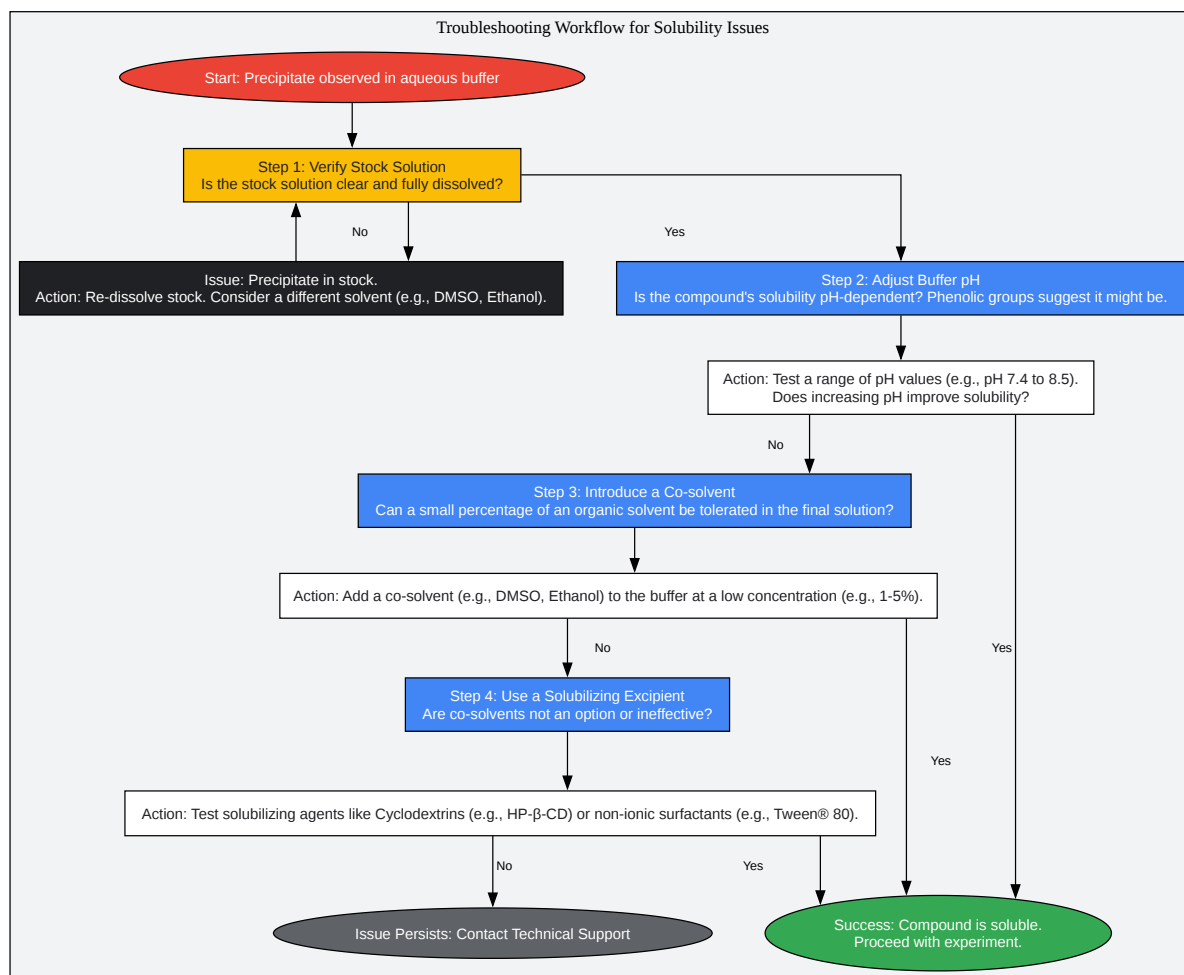 Troubleshooting Workflow for Solubility Issues
Start: Precipitate observed in aqueous buffer
Step 1: Verify Stock Solution
Is the stock solution clear and fully dissolved?
No
Yes
Issue: Precipitate in stock.
Action: Re-dissolve stock. Consider a different solvent (e.g., DMSO, Ethanol).
Step 2: Adjust Buffer pH
Is the compound's solubility pH-dependent? Phenolic groups suggest it might be.
Action: Test a range of pH values (e.g., pH 7.4 to 8.5).
Does increasing pH improve solubility?
No
Step 3: Introduce a Co-solvent
Can a small percentage of an organic solvent be tolerated in the final solution?
Action: Add a co-solvent (e.g., DMSO, Ethanol) to the buffer at a low concentration (e.g., 1-5%).
No
Yes
Step 4: Use a Solubilizing Excipient
Are co-solvents not an option or ineffective?
Yes
Action: Test solubilizing agents like Cyclodextrins (e.g., HP-β-CD) or non-ionic surfactants (e.g., Tween® 80).
No
Yes
Issue Persists: Contact Technical Support
Success: Compound is soluble.
Proceed with experiment.